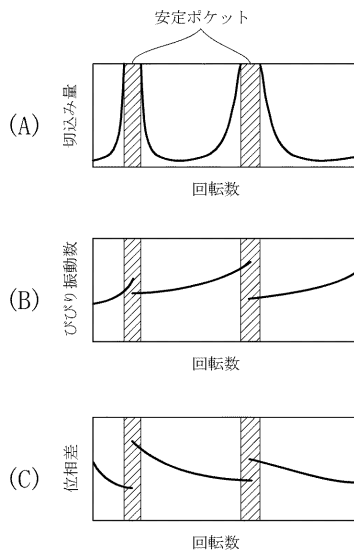 安定ポケット
(A)
切込み量
回転数
(B)
びびり振動数
回転数
(C)
位相差
回転数